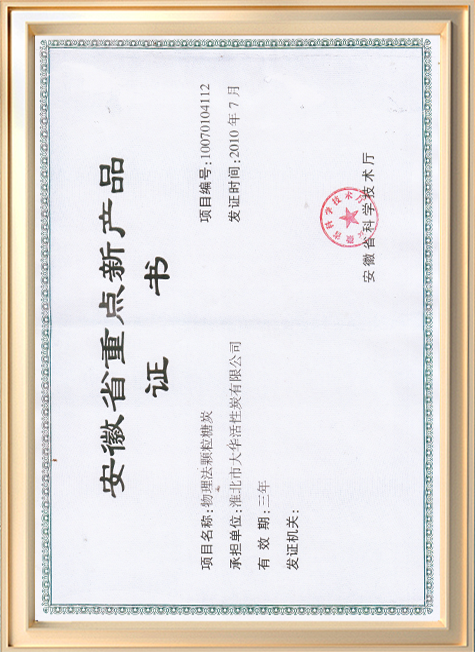 安徽省重点新产品
证书
项目名称:物理法颗粒糖炭
项目编号:10070104112
承担单位:淮北市大华活性炭有限公司
发证时间:2010 年 7 月
有 效 期:三年
发证机关:
安徽省科学技术厅